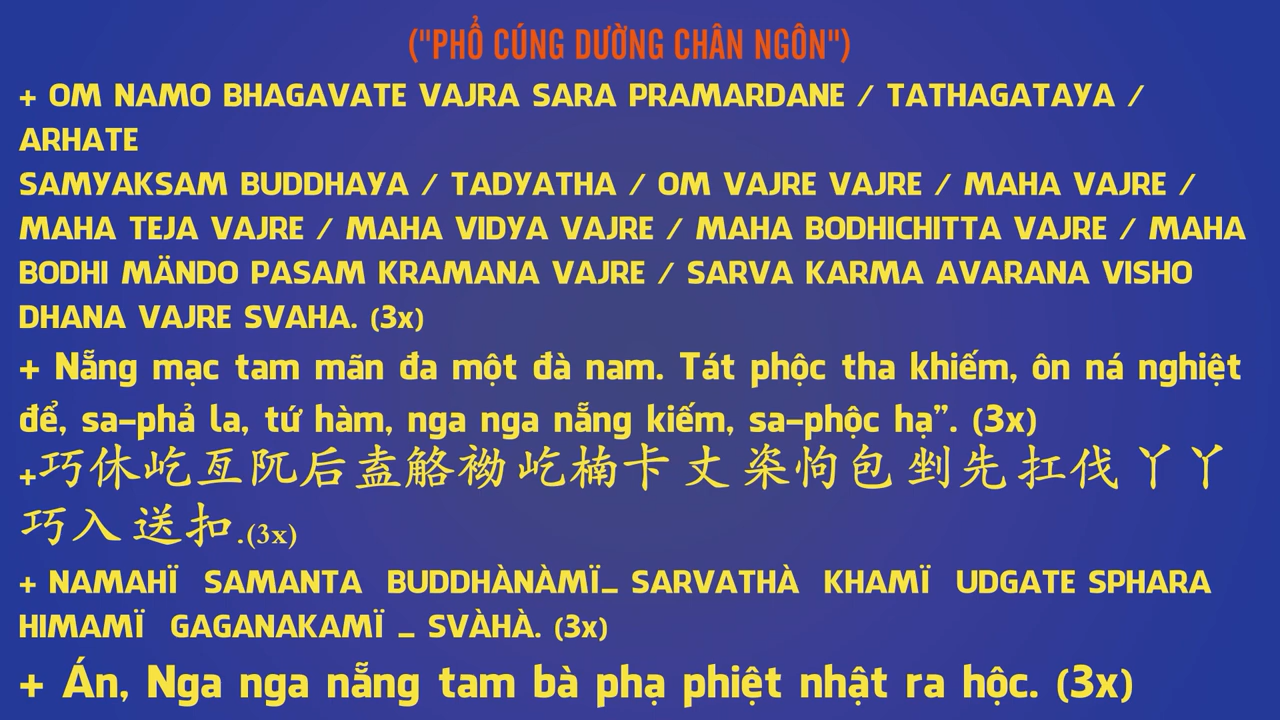 ("PHỔ CÚNG DƯỜNG CHÂN NGÔN")
+ OM NAMO BHAGAVATE VAJRA SARA PRAMARDANE / TATHAGATAYA /
ARHATE
SAMYAKSAM BUDDHAYA / TADYATHA / OM VAJRE VAJRE / MAHA VAJRE /
MAHA TEJA VAJRE / MAHA VIDYA VAJRE / MAHA BODHICHITTA VAJRE / MAHA
BODHI MÄNDO PASAM KRAMANA VAJRE / SARVA KARMA AVARANA VISHO
DHANA VAJRE SVAHA. (3x)
+ Nẵng mạc tam mãn đa một đà nam. Tát phộc tha khiếm, ôn ná nghiệt
để, sa-phả la, tứ hàm, nga nga nẵng kiếm, sa-phộc hạ”. (3x)
+巧休屹亙阢后盍觡袎屹楠卡丈柒怐包剉先扛伐丫丫
巧入送扣.(3x)
+ NAMAHÏ SAMANTA BUDDHÀNÀMÏ_ SARVATHÀ KHAMÏ UDGATE SPHARA
HIMAMÏ GAGANAKAMÏ _ SVÀHÀ. (3x)
+ Án, Nga nga nẵng tam bà phạ phiệt nhật ra hộc. (3x)